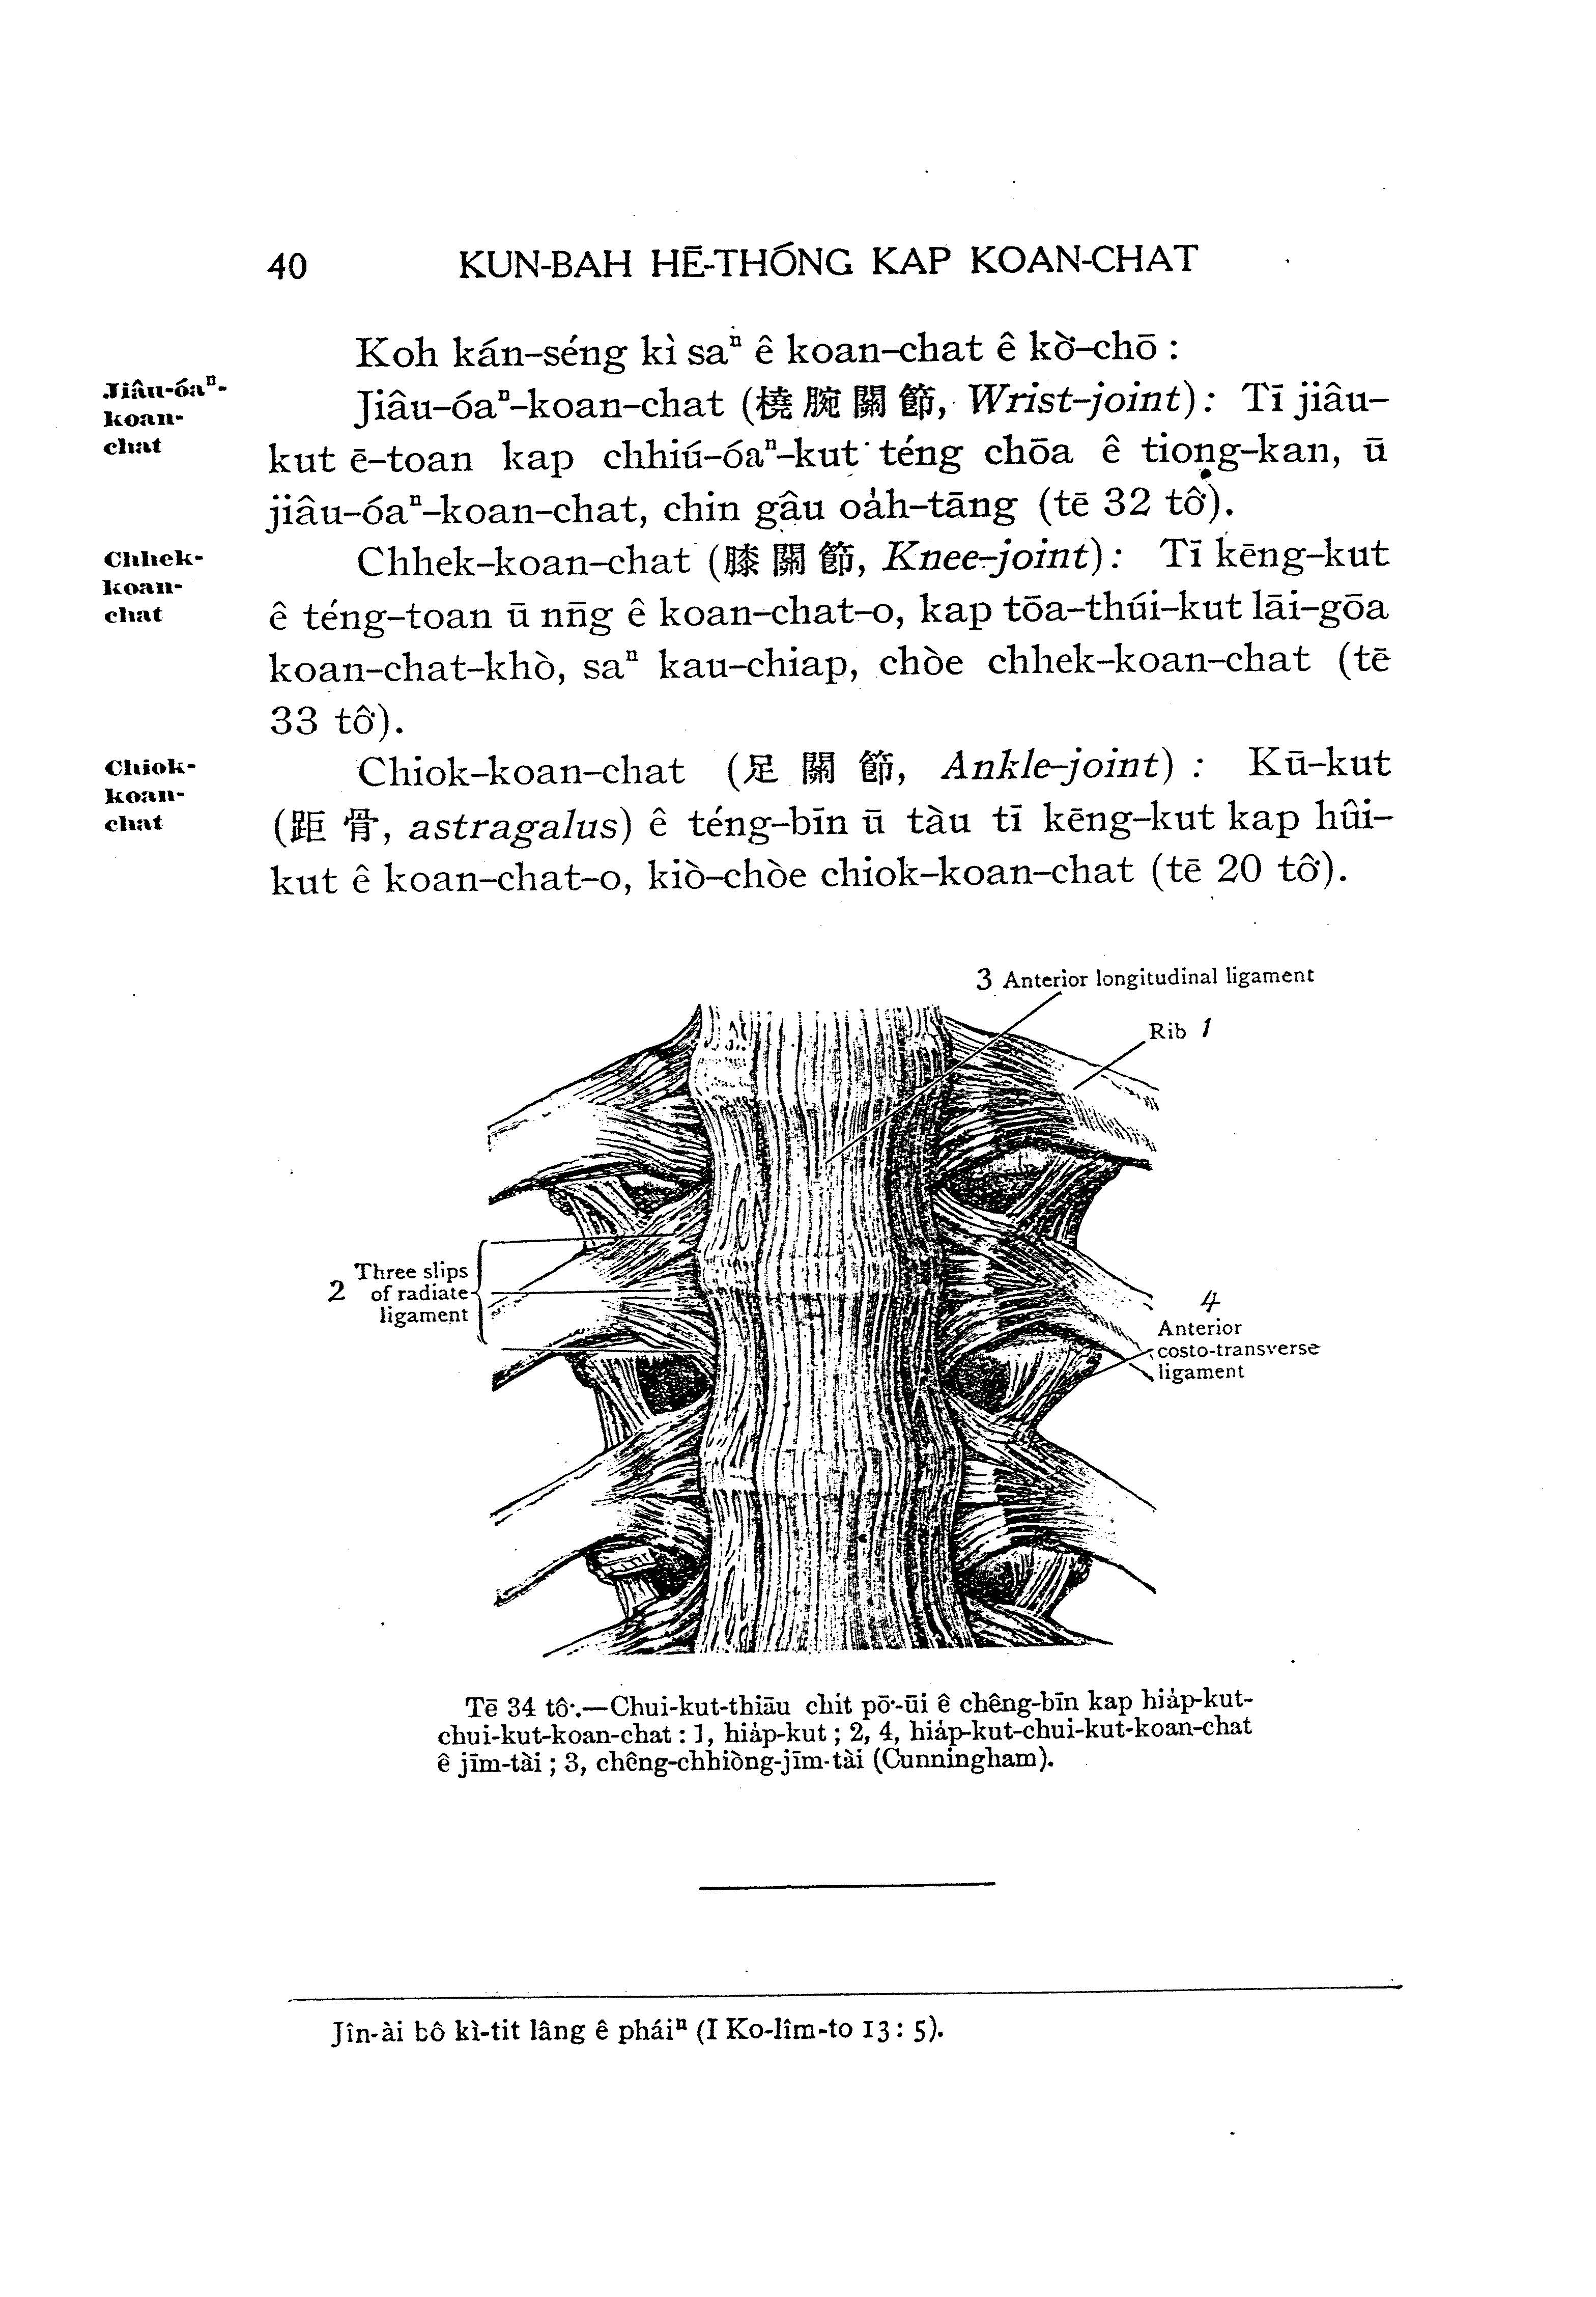 40 KUN-BAH HĒ-THÓNG KAP KOAN-CHAT
Koh kán-séng kì saⁿ ê koan-chat ê kò͘-chō :
Jiâu-óaⁿ-
koan-
chat
Jiâu-óaⁿ-koan-chat (橈腕關節, Wrist-joint) : Tī jiâu-
kut ē-toan kap chhiú-óaⁿ-kut téng chōa ê tiong-kan, ū
jiâu-óaⁿ-koan-chat, chin gâu oa̍h-tāng (tē 32 tô͘).
Chhek-
koan-
chat
Chhek-koan-chat (膝關節, Knee-joint) : Tī kēng-kut
ê téng-toan ū nn̄g ê koan-chat-o, kap tōa-thúi-kut lāi-gōa
koan-chat-khò, saⁿ kau-chiap, chòe chhek-koan-chat (tē
33 tô͘).
Chiok-
koan-
chat
Chiok-koan-chat (足關節, Ankle-joint) : Kū-kut
(距骨, astragalus) ê téng-bīn ū tàu tī kēng-kut kap hûi-
kut ê koan-chat-o, kiò-chòe chiok-koan-chat (tē 20 tô͘).
3 Anterior longitudinal ligament
Rib 1
2 Three slips
of radiate
ligament
4
Anterior
costo-transverse
ligament
Tē 34 tô͘.—Chui-kut-thiāu chit pō͘-ūi ê chêng-bīn kap hia̍p-kut-
chui-kut-koan-chat : 1, hia̍p-kut ; 2, 4, hia̍p-kut-chui-kut-koan-chat
ê jīm-tài ; 3, chêng-chhiòng-jīm-tài (Cunningham).
Jîn-ài bô kì-tit lâng ê pháiⁿ (I Ko-lîm-to 13 : 5).